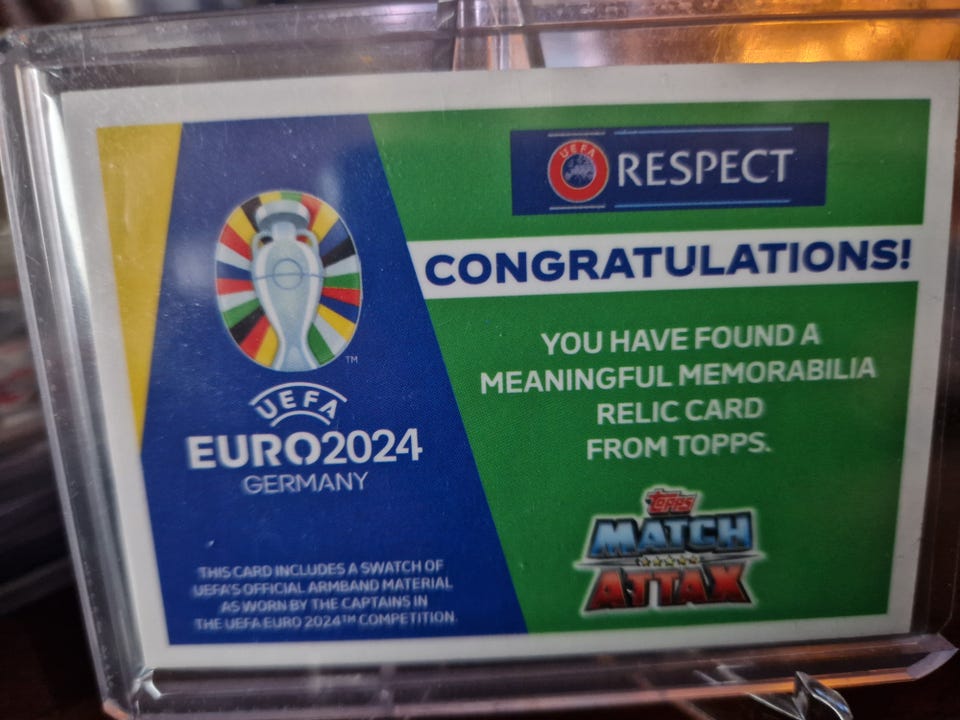 UEFA
RESPECT
CONGRATULATIONS!
YOU HAVE FOUND A
MEANINGFUL MEMORABILIA
RELIC CARD
FROM TOPPS.
TM
UEFA
EURO2024
GERMANY
TOPPS
MATCH
ATTAX
THIS CARD INCLUDES A SWATCH OF
UEFA'S OFFICIAL ARMBAND MATERIAL
AS WORN BY THE CAPTAINS IN
THE UEFA EURO 2024™ COMPETITION.